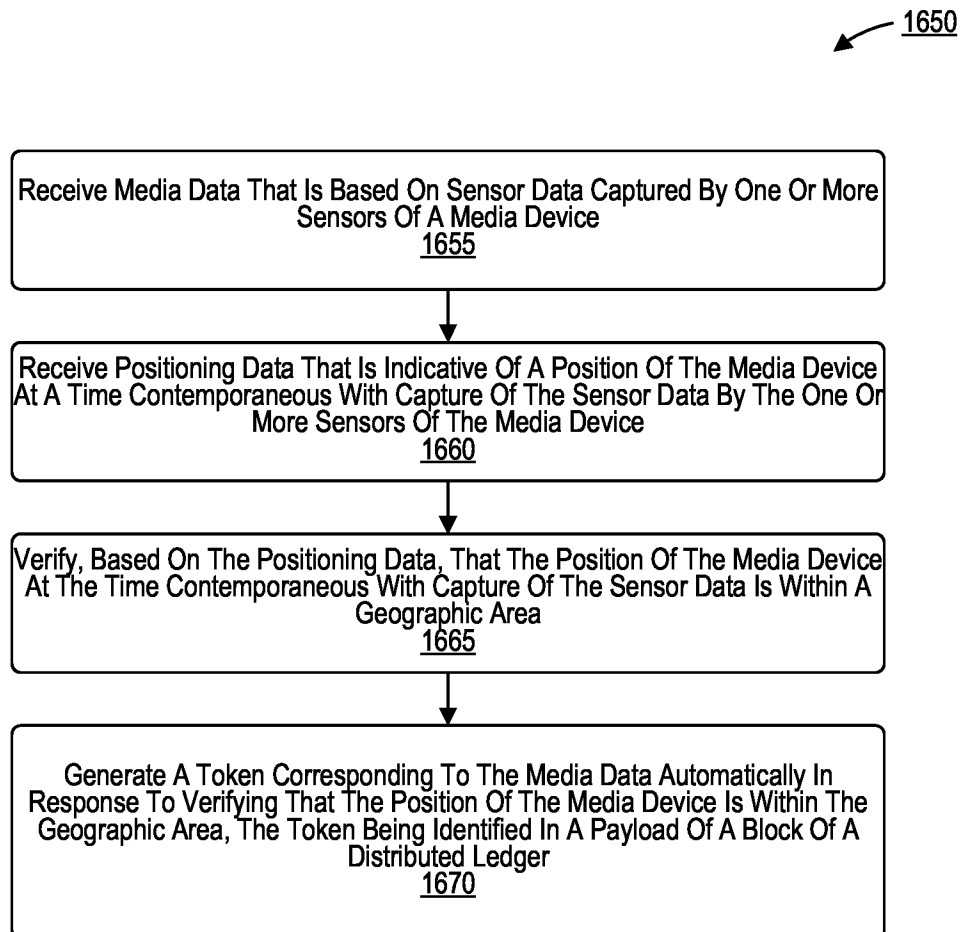 1650
Receive Media Data That Is Based On Sensor Data Captured By One Or More
Sensors Of A Media Device
1655
Receive Positioning Data That Is Indicative Of A Position Of The Media Device
At A Time Contemporaneous With Capture Of The Sensor Data By The One Or
More Sensors Of The Media Device
1660
Verify, Based On The Positioning Data, That The Position Of The Media Device
At The Time Contemporaneous With Capture Of The Sensor Data Is Within A
Geographic Area
1665
Generate A Token Corresponding To The Media Data Automatically In
Response To Verifying That The Position Of The Media Device Is Within The
Geographic Area, The Token Being Identified In A Payload Of A Block Of A
Distributed Ledger
1670